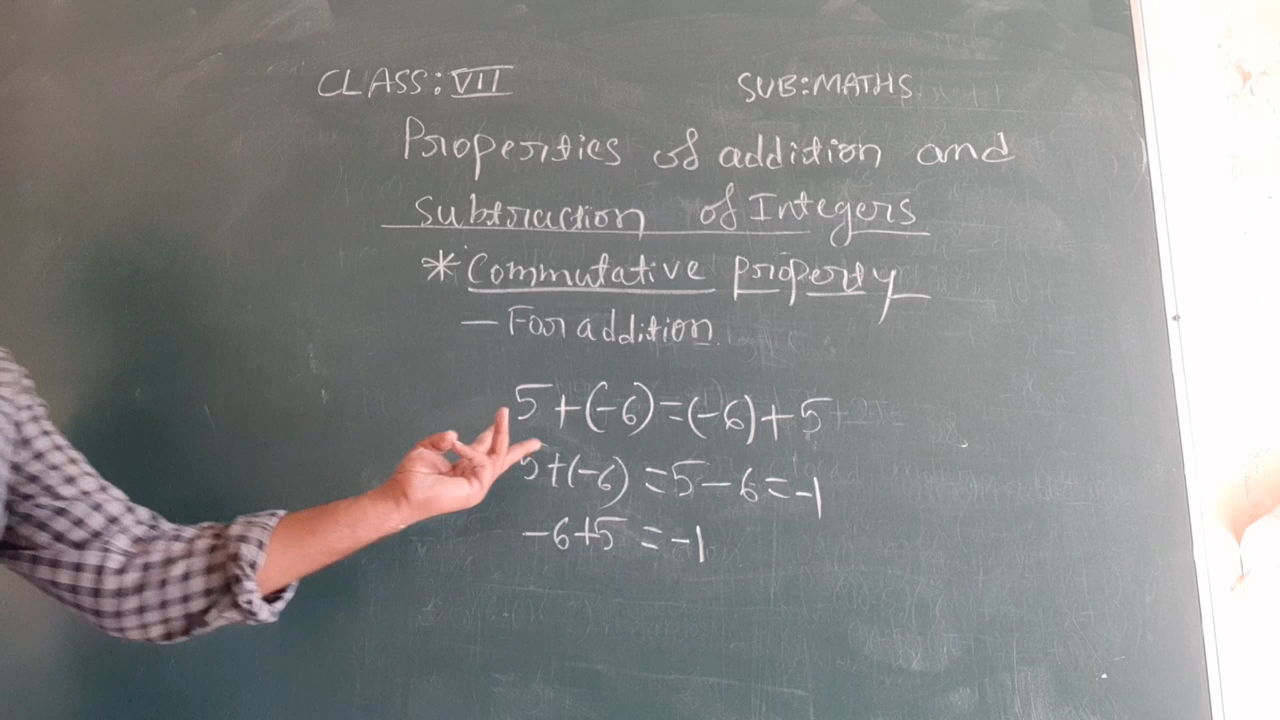 CLASS: VII SUB: MATHS
Properties of addition and
subtraction of Integers
* Commutative property
- For addition.
5+(-6)=(-6)+5
5+(-6)=5-6=-1
-6+5=-1